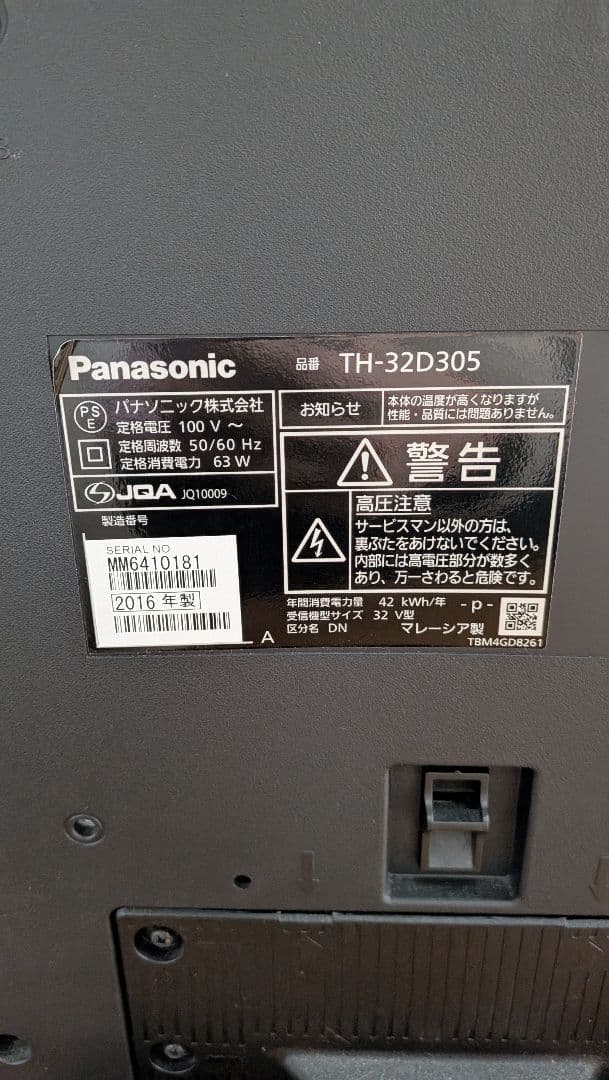 Panasonic
品番 TH-32D305
PS
E
パナソニック株式会社
定格電圧 100 V ～
定格周波数 50/60 Hz
定格消費電力 63 W
JQA JQ10009
製造番号
SERIAL NO
MM6410181
2016 年製
A
お知らせ
本体の温度が高くなりますが
性能・品質には問題ありません。
警告
高圧注意
サービスマン以外の方は、
裏ぶたをあけないでください。
内部には高電圧部分が数多く
あり、万一さわると危険です。
年間消費電力量 42 kWh/年 - p -
受信機型サイズ 32 V型
区分名 DN マレーシア製
TBM4GD8261